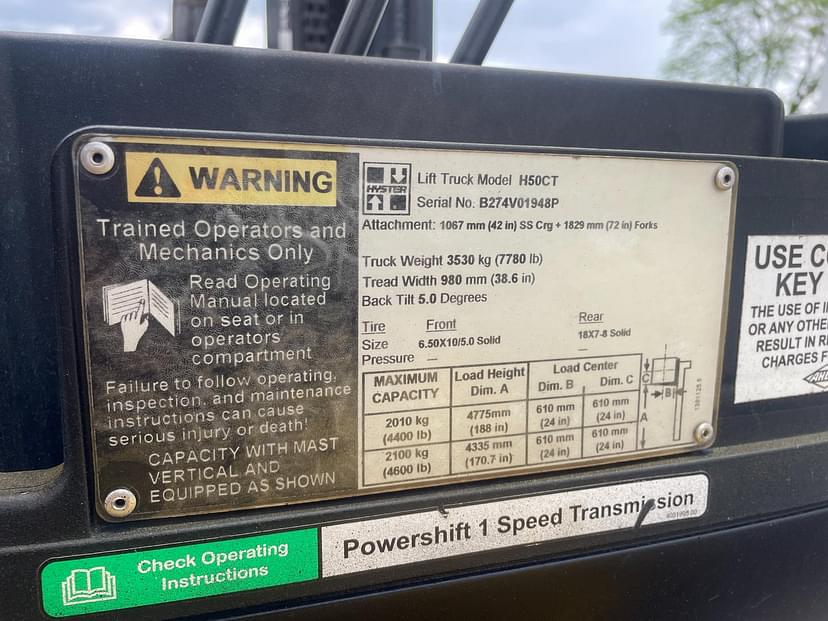 WARNING
Trained Operators and
Mechanics Only
Read Operating
Manual located
on seat or in
operators
compartment
Failure to follow operating,
inspection, and maintenance
instructions can cause
serious injury or death!
CAPACITY WITH MAST
VERTICAL AND
EQUIPPED AS SHOWN
HYSTER
Lift Truck Model H50CT
Serial No. B274V01948P
Attachment: 1067 mm (42 in) SS Crg + 1829 mm (72 in) Forks
Truck Weight 3530 kg (7780 lb)
Tread Width 980 mm (38.6 in)
Back Tilt 5.0 Degrees
Tire Front Rear
Size 6.50X10/5.0 Solid 18X7-8 Solid
Pressure — —
MAXIMUM CAPACITY Load Height Dim. A Load Center Dim. B Dim. C
2010 kg (4400 lb) 4775mm (188 in) 610 mm (24 in) 610 mm (24 in)
2100 kg (4600 lb) 4335 mm (170.7 in) 610 mm (24 in) 610 mm (24 in)
C
B
A
Check Operating
Instructions
Powershift 1 Speed Transmission
USE
KEY
THE USE OF
OR ANY
RESULT IN
CHARGES